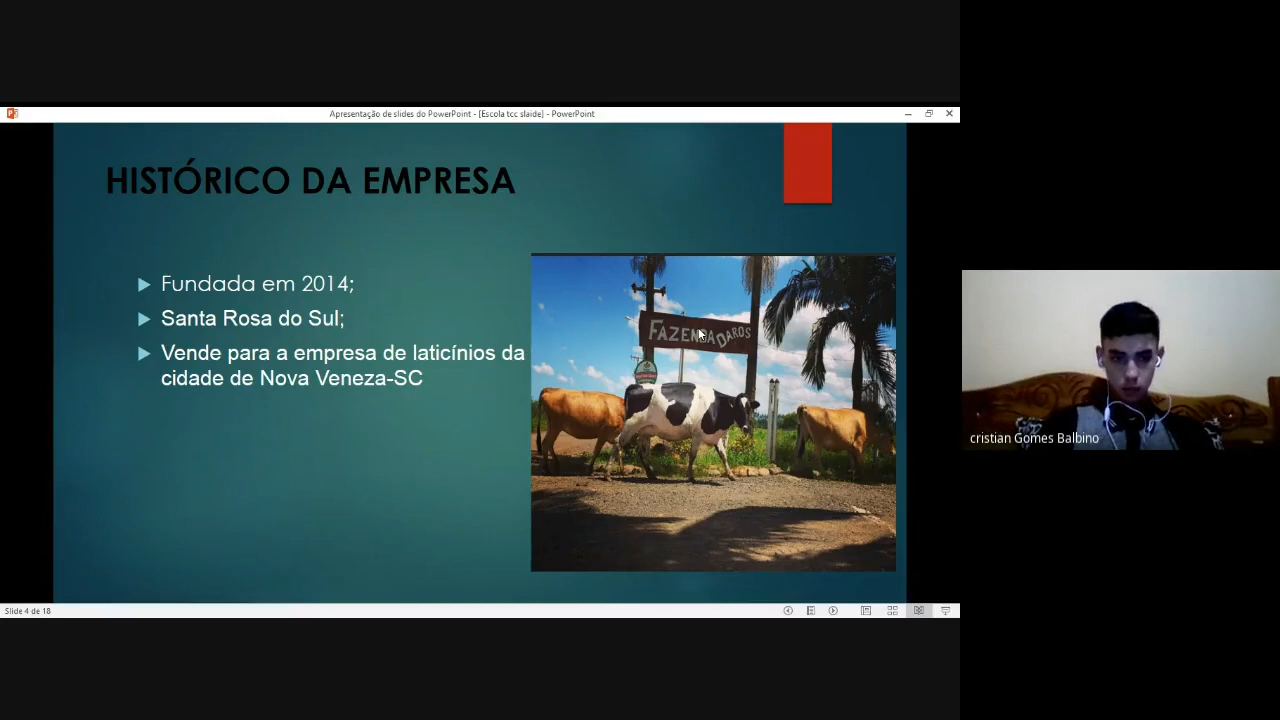 Apresentação de slides do PowerPoint - [Escola tcc slaide] - PowerPoint
HISTÓRICO DA EMPRESA
Fundada em 2014;
Santa Rosa do Sul;
Vende para a empresa de laticínios da
cidade de Nova Veneza-SC
FAZENDA DAROS
cristian Gomes Balbino
Slide 4 de 18